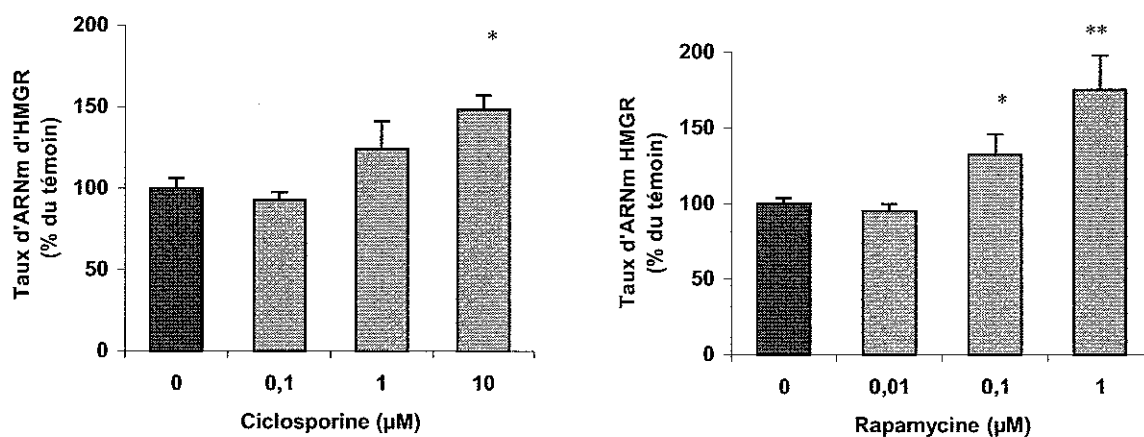 Taux d'ARNm d'HMGR
(% du témoin)
200
150
100
50
0
*
0 0,1 1 10
Ciclosporine (µM)
Taux d'ARNm HMGR
(% du témoin)
200
150
100
50
0
*
**
0 0,01 0,1 1
Rapamycine (µM)